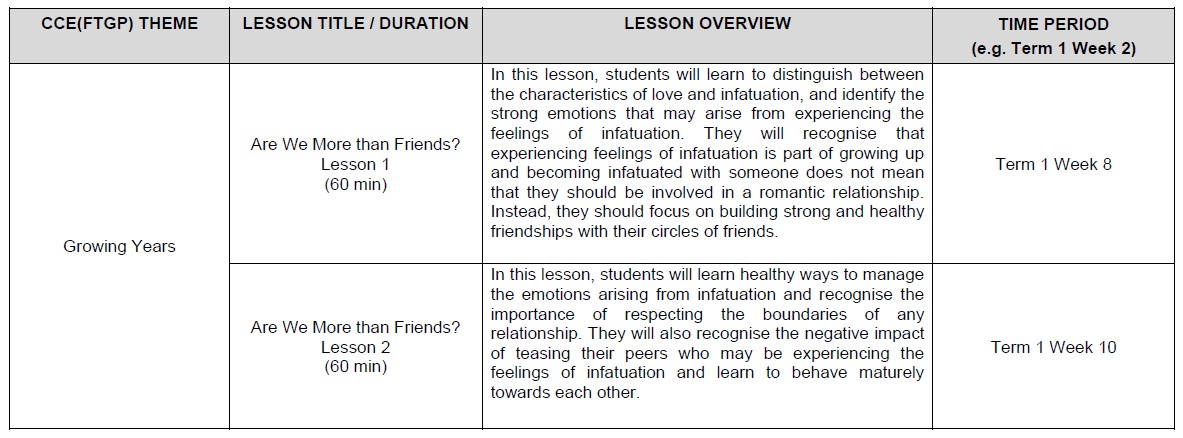 CCE(FTGP) THEME
LESSON TITLE / DURATION
LESSON OVERVIEW
TIME PERIOD
(e.g. Term 1 Week 2)
Growing Years
Are We More than Friends?
Lesson 1
(60 min)
In this lesson, students will learn to distinguish between
the characteristics of love and infatuation, and identify the
strong emotions that may arise from experiencing the
feelings of infatuation. They will recognise that
experiencing feelings of infatuation is part of growing up
and becoming infatuated with someone does not mean
that they should be involved in a romantic relationship.
Instead, they should focus on building strong and healthy
friendships with their circles of friends.
Term 1 Week 8
Are We More than Friends?
Lesson 2
(60 min)
In this lesson, students will learn healthy ways to manage
the emotions arising from infatuation and recognise the
importance of respecting the boundaries of any
relationship. They will also recognise the negative impact
of teasing their peers who may be experiencing the
feelings of infatuation and learn to behave maturely
towards each other.
Term 1 Week 10